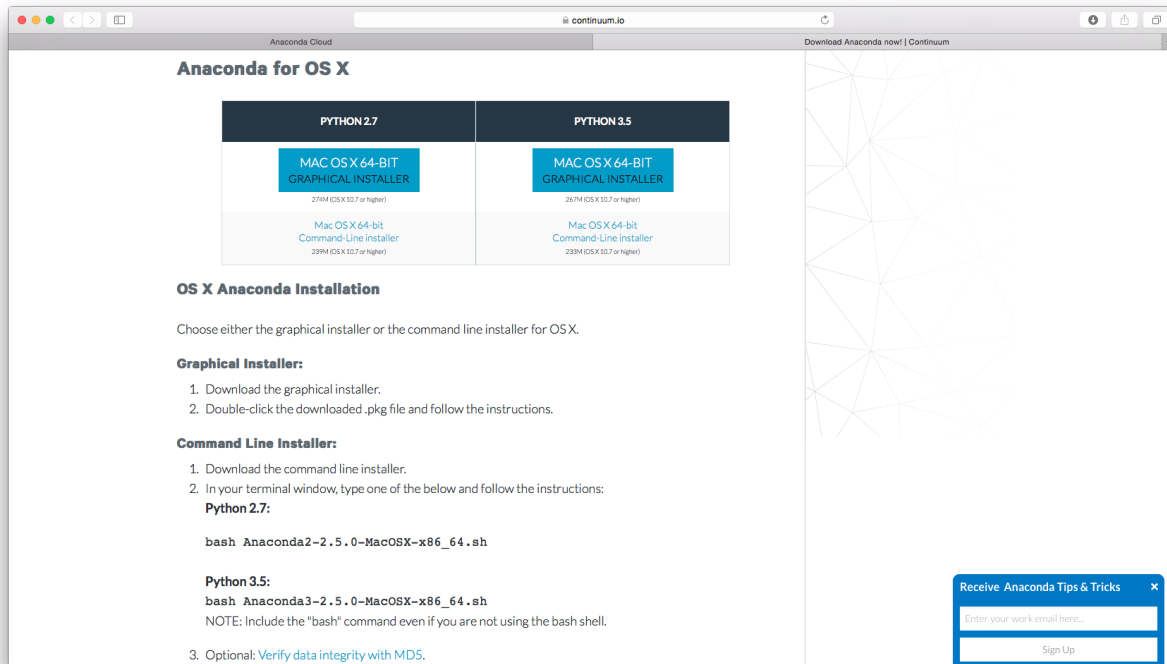 continuum.io
Anaconda Cloud
Download Anaconda now! | Continuum
Anaconda for OS X
PYTHON 2.7
PYTHON 3.5
MAC OS X 64-BIT
GRAPHICAL INSTALLER
274M (OS X 10.7 or higher)
MAC OS X 64-BIT
GRAPHICAL INSTALLER
267M (OS X 10.7 or higher)
Mac OS X 64-bit
Command-Line installer
239M (OS X 10.7 or higher)
Mac OS X 64-bit
Command-Line installer
233M (OS X 10.7 or higher)
OS X Anaconda Installation
Choose either the graphical installer or the command line installer for OS X.
Graphical Installer:
1. Download the graphical installer.
2. Double-click the downloaded .pkg file and follow the instructions.
Command Line Installer:
1. Download the command line installer.
2. In your terminal window, type one of the below and follow the instructions:
Python 2.7:
bash Anaconda2-2.5.0-MacOSX-x86_64.sh
Python 3.5:
bash Anaconda3-2.5.0-MacOSX-x86_64.sh
NOTE: Include the "bash" command even if you are not using the bash shell.
3. Optional: Verify data integrity with MD5.
Receive Anaconda Tips & Tricks
Enter your work email here...
Sign Up